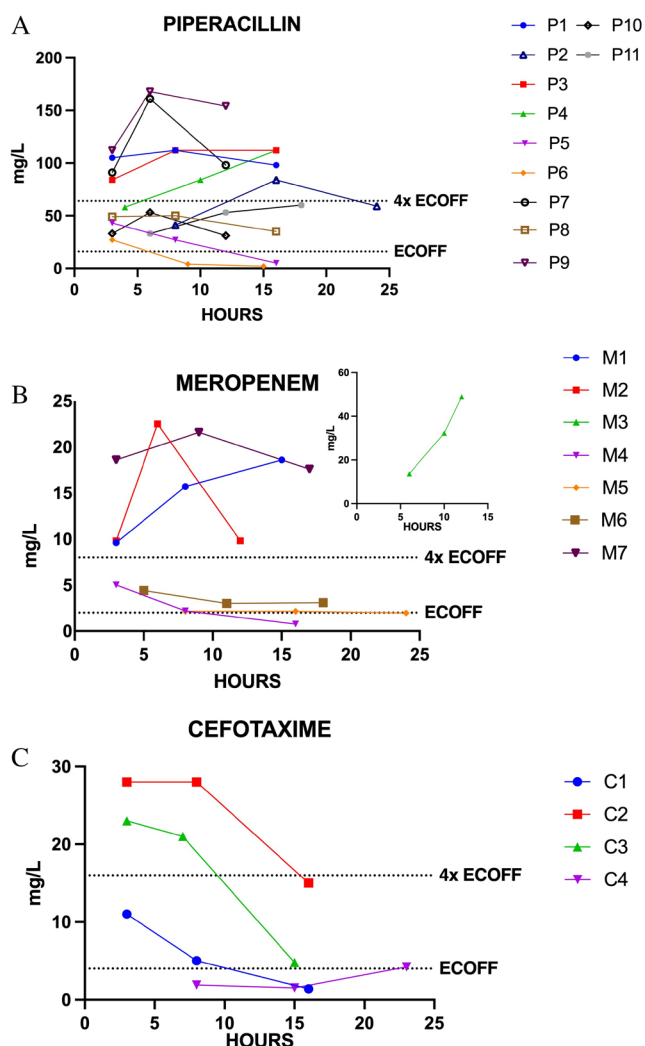 A
PIPERACILLIN
200
150
100
50
0
mg/L
0 5 10 15 20 25
HOURS
4x ECOFF
ECOFF
P1 P10
P2 P11
P3
P4
P5
P6
P7
P8
P9
B
MEROPENEM
25
20
15
10
5
0
mg/L
0 5 10 15 20 25
HOURS
4x ECOFF
ECOFF
60
40
20
0
mg/L
0 5 10 15
HOURS
M1
M2
M3
M4
M5
M6
M7
C
CEFOTAXIME
30
20
10
0
mg/L
0 5 10 15 20 25
HOURS
4x ECOFF
ECOFF
C1
C2
C3
C4